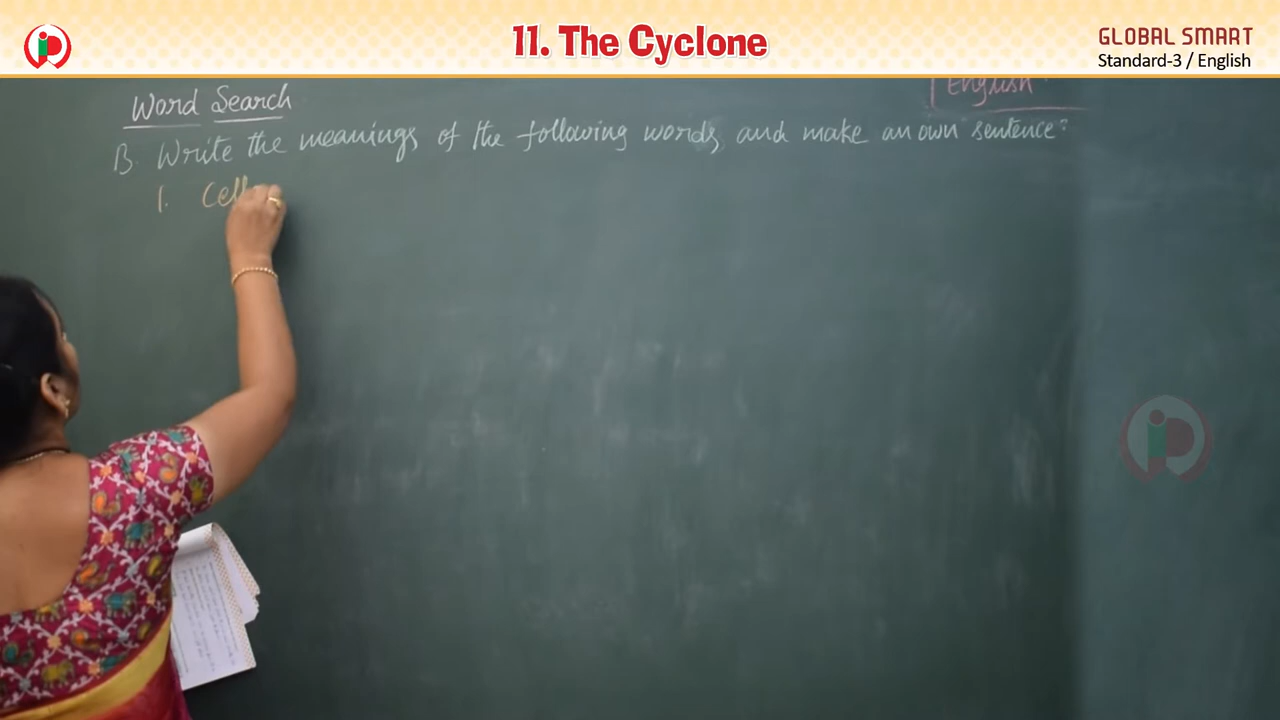 11. The Cyclone
GLOBAL SMART
Standard-3 / English
English
Word Search
B. Write the meanings of the following words, and make an own sentence?
1. Cell